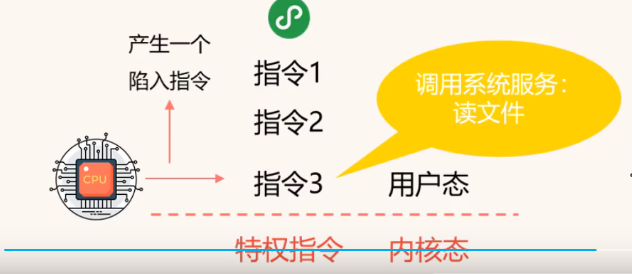 产生一个
陷入指令
指令1
指令2
调用系统服务：
读文件
CPU
指令3
用户态
特权指令
内核态